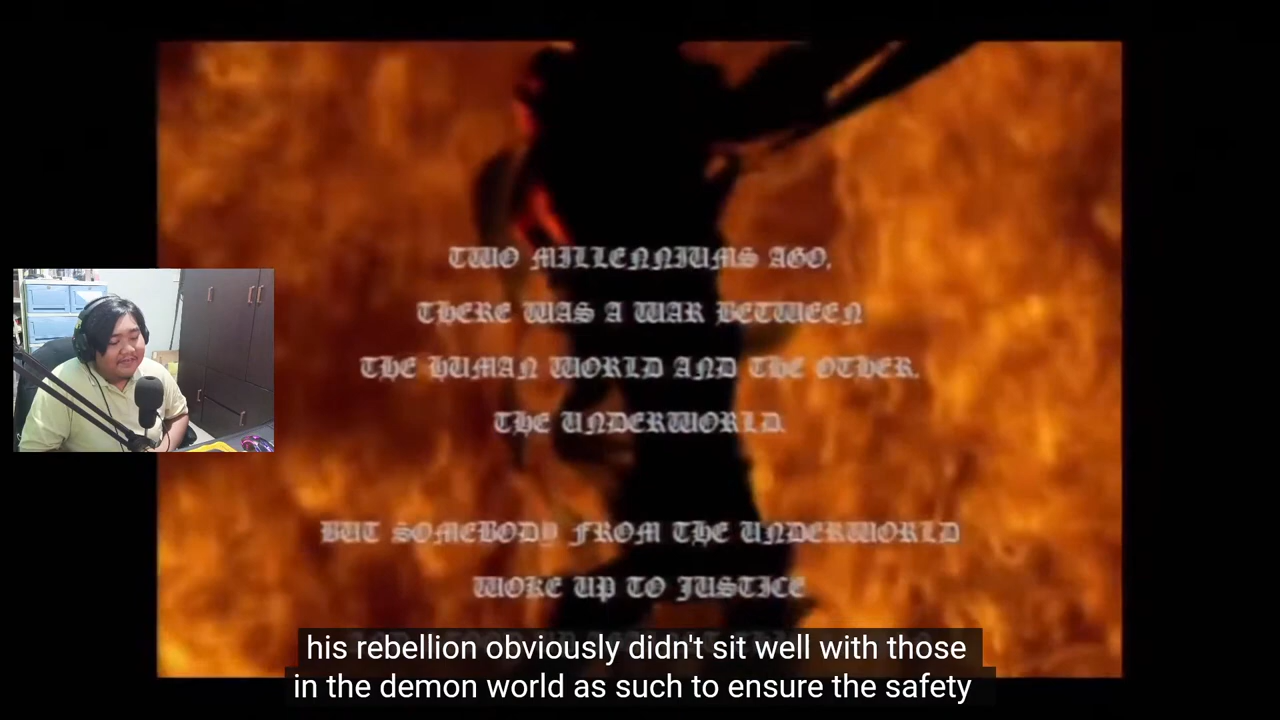 TWO MILLENNIUMS AGO,
THERE WAS A WAR BETWEEN
THE HUMAN WORLD AND THE OTHER,
THE UNDERWORLD.
BUT SOMEBODY FROM THE UNDERWORLD
WOKE UP TO JUSTICE
his rebellion obviously didn't sit well with those
in the demon world as such to ensure the safety